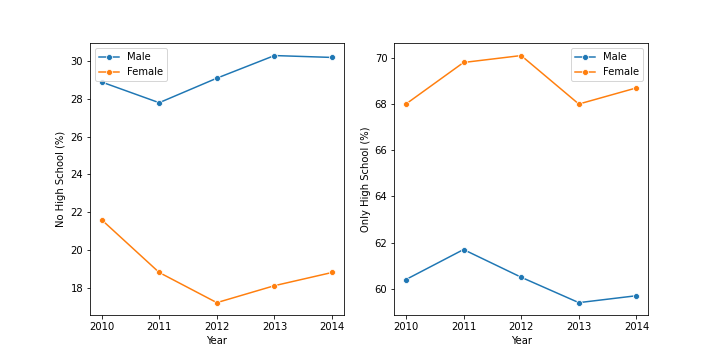 No High School (%)
30
28
26
24
22
20
18
Male
Female
2010 2011 2012 2013 2014
Year
Only High School (%)
70
68
66
64
62
60
Male
Female
2010 2011 2012 2013 2014
Year